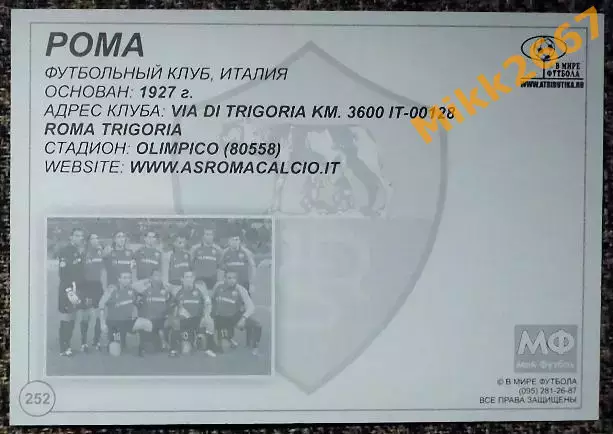 РОМА
ФУТБОЛЬНЫЙ КЛУБ, ИТАЛИЯ
ОСНОВАН: 1927 г.
АДРЕС КЛУБА: VIA DI TRIGORIA KM. 3600 IT-00128
ROMA TRIGORIA
СТАДИОН: OLIMPICO (80558)
WEBSITE: WWW.ASROMACALCIO.IT
В МИРЕ
ФУТБОЛА
WWW.ATRIBUTIKA.RU
Mikk2667
252
МФ
Мой Футбол
© В МИРЕ ФУТБОЛА
(095) 281-26-87
ВСЕ ПРАВА ЗАЩИЩЕНЫ